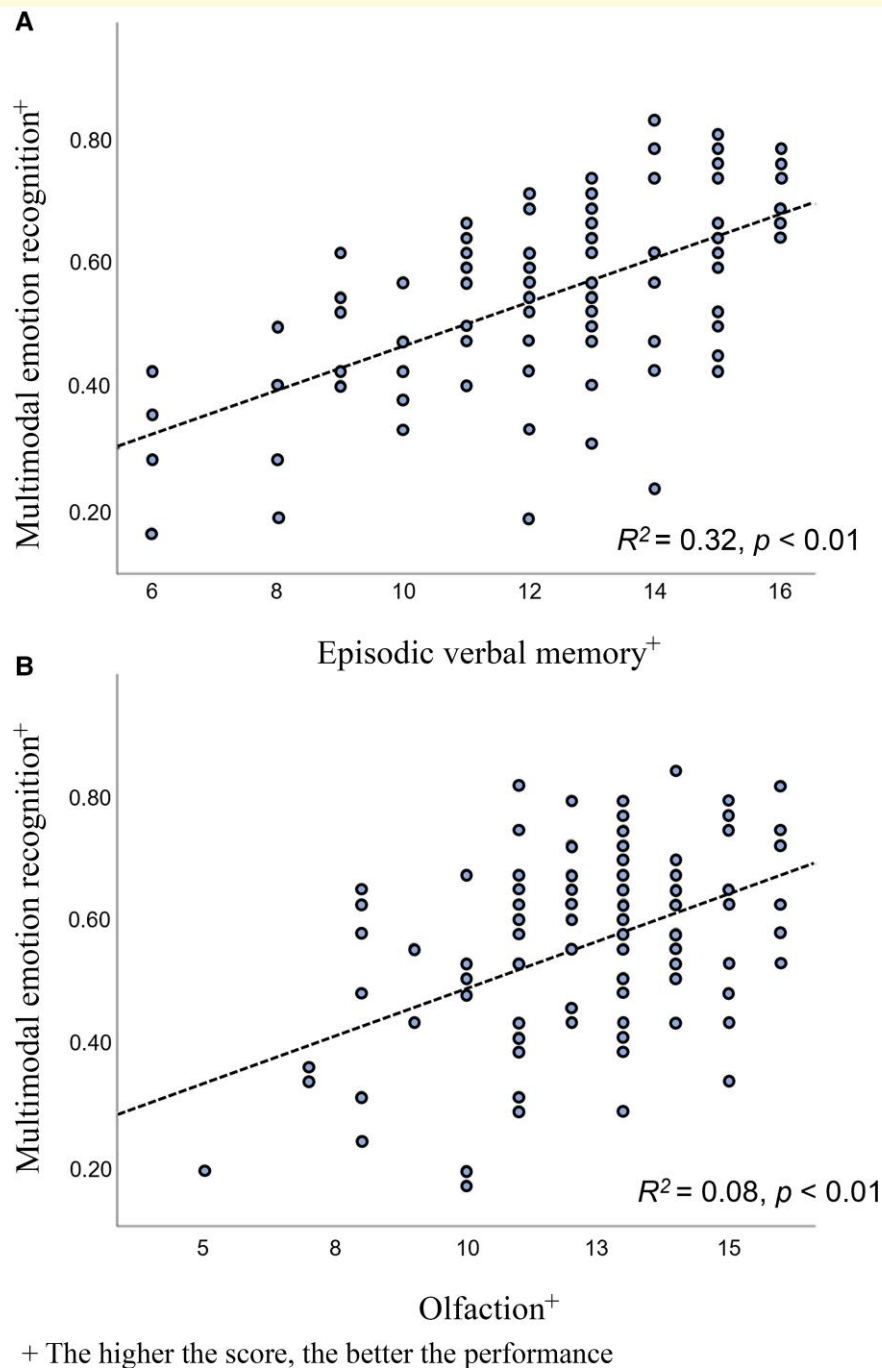 A
Multimodal emotion recognition+
0.80
0.60
0.40
0.20
R² = 0.32, p < 0.01
6 8 10 12 14 16
Episodic verbal memory+
B
Multimodal emotion recognition+
0.80
0.60
0.40
0.20
R² = 0.08, p < 0.01
5 8 10 13 15
Olfaction+
+ The higher the score, the better the performance